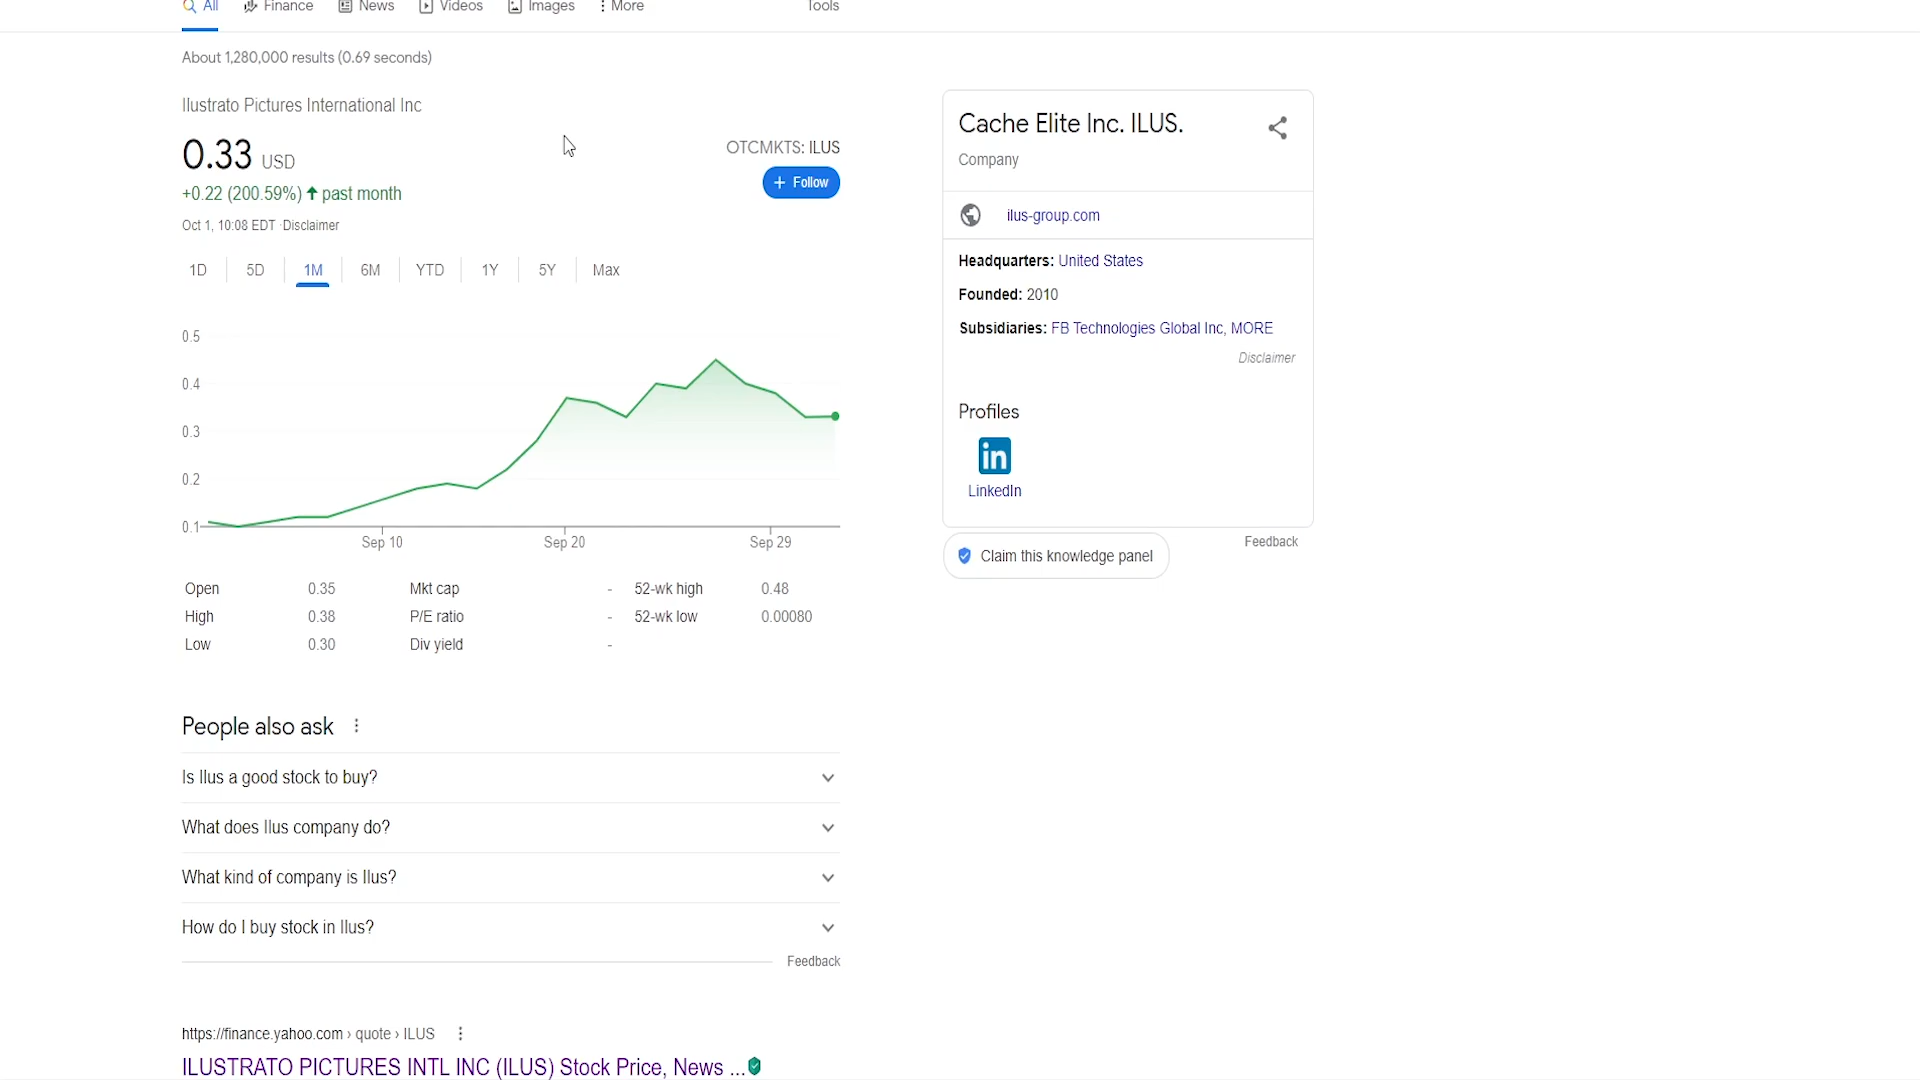 All Finance News Videos Images More Tools
About 1,280,000 results (0.69 seconds)
Ilustrato Pictures International Inc
0.33 USD
OTCMKTS: ILUS
+ Follow
+0.22 (200.59%) ↑ past month
Oct 1, 10:08 EDT ·Disclaimer
1D 5D 1M 6M YTD 1Y 5Y Max
0.5
0.4
0.3
0.2
0.1
Sep 10 Sep 20 Sep 29
Open 0.35 Mkt cap - 52-wk high 0.48
High 0.38 P/E ratio - 52-wk low 0.00080
Low 0.30 Div yield -
People also ask
Is Ilus a good stock to buy?
What does Ilus company do?
What kind of company is Ilus?
How do I buy stock in Ilus?
Feedback
https://finance.yahoo.com › quote › ILUS
ILUSTRATO PICTURES INTL INC (ILUS) Stock Price, News ...
Cache Elite Inc. ILUS.
Company
ilus-group.com
Headquarters: United States
Founded: 2010
Subsidiaries: FB Technologies Global Inc, MORE
Disclaimer
Profiles
in
LinkedIn
Feedback
Claim this knowledge panel